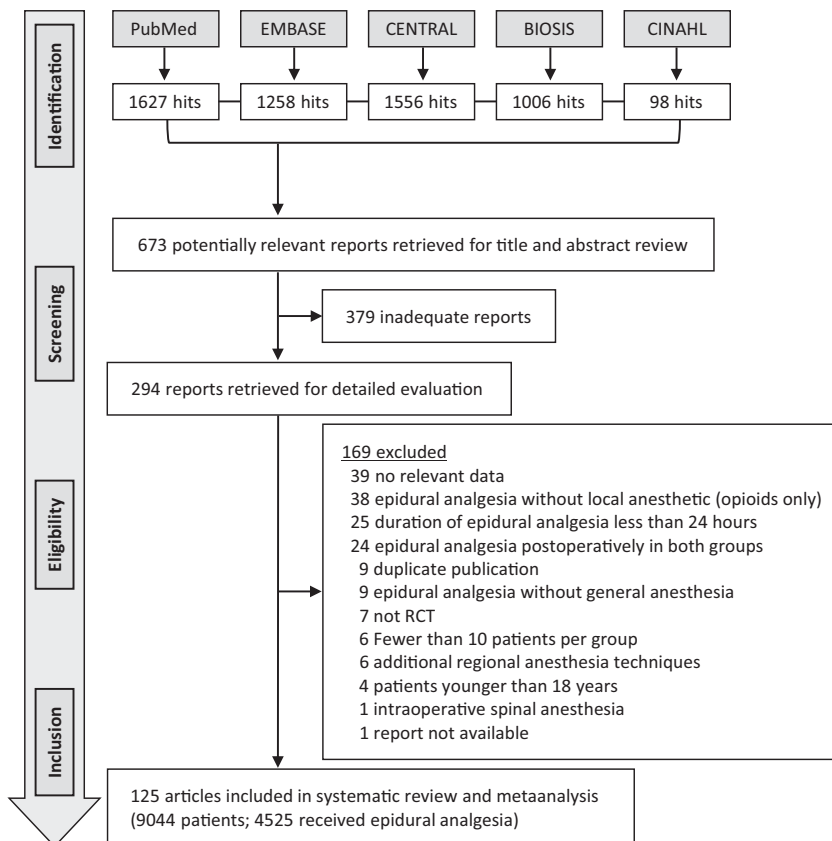 PubMed
EMBASE
CENTRAL
BIOSIS
CINAHL
1627 hits
1258 hits
1556 hits
1006 hits
98 hits
Identification
673 potentially relevant reports retrieved for title and abstract review
Screening
379 inadequate reports
294 reports retrieved for detailed evaluation
Eligibility
169 excluded
39 no relevant data
38 epidural analgesia without local anesthetic (opioids only)
25 duration of epidural analgesia less than 24 hours
24 epidural analgesia postoperatively in both groups
9 duplicate publication
9 epidural analgesia without general anesthesia
7 not RCT
6 Fewer than 10 patients per group
6 additional regional anesthesia techniques
4 patients younger than 18 years
1 intraoperative spinal anesthesia
1 report not available
Inclusion
125 articles included in systematic review and metaanalysis
(9044 patients; 4525 received epidural analgesia)